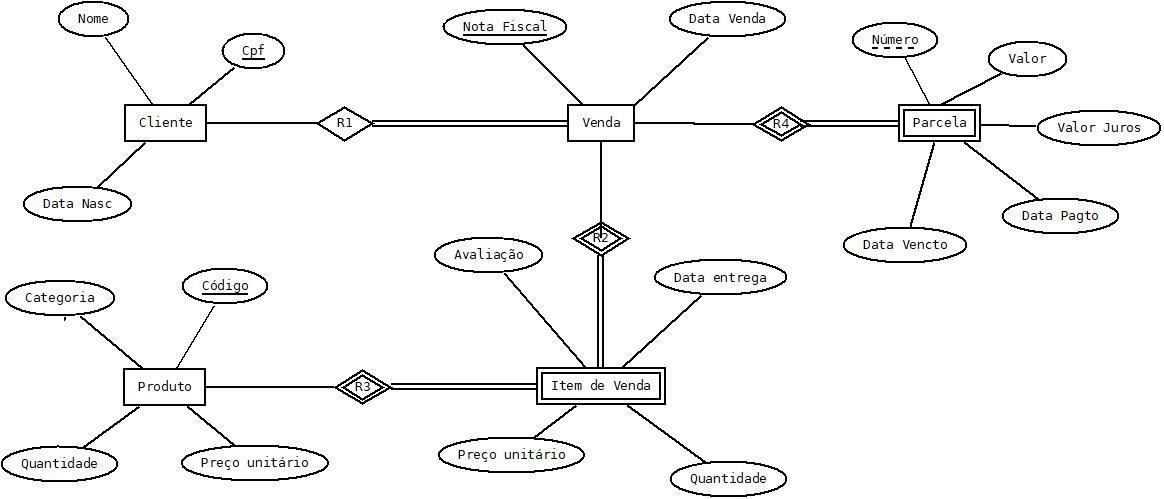 Nome
Cpf
Nota Fiscal
Data Venda
Número
Valor
Cliente
R1
Venda
R4
Parcela
Valor Juros
Data Nasc
Data Pagto
R2
Data Vencto
Avaliação
Data entrega
Categoria
Código
Produto
R3
Item de Venda
Quantidade
Preço unitário
Preço unitário
Quantidade